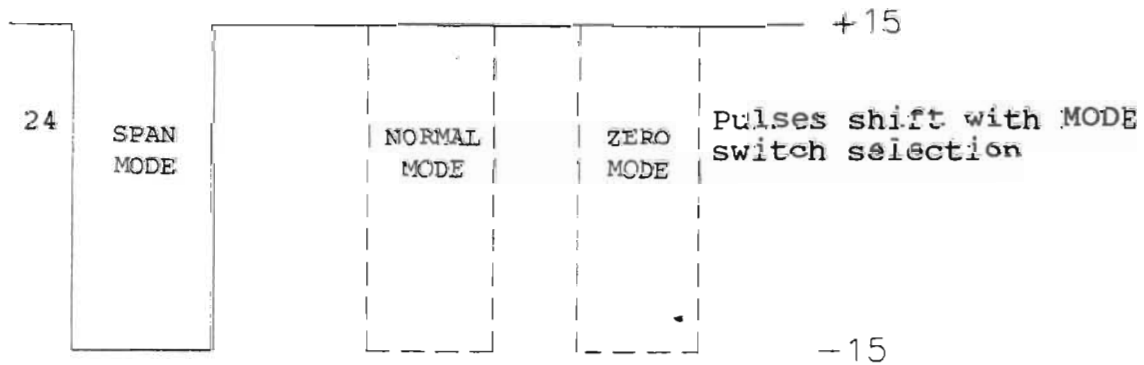 +15
24
SPAN
MODE
NORMAL
MODE
ZERO
MODE
Pulses shift with MODE
switch selection
-15